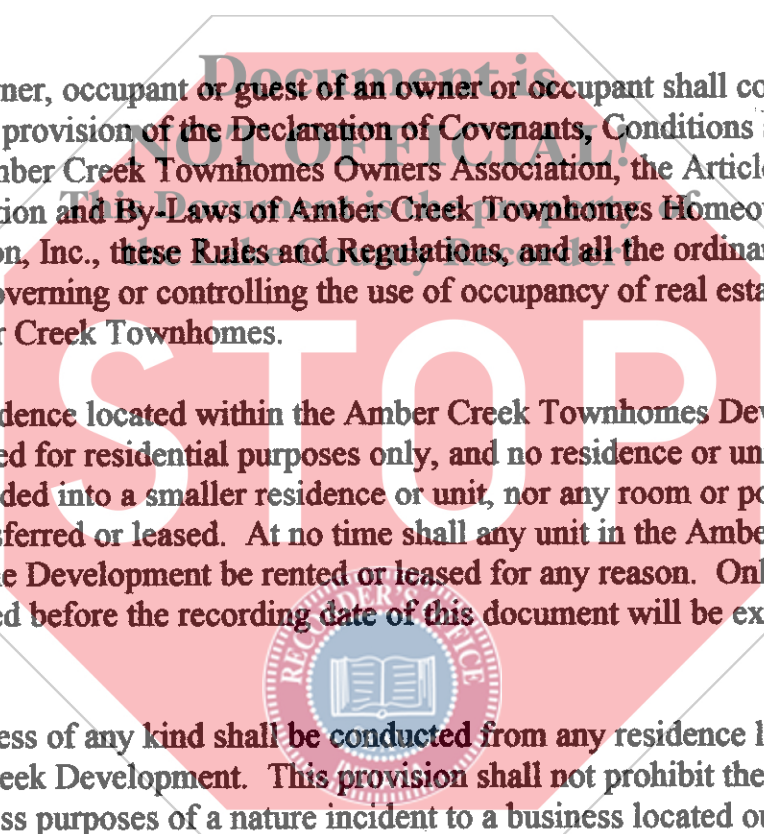 Document is
ner, occupant or guest of an owner or occupant shall co
provision of the Declaration of Covenants, Conditions
NOT OFFICIAL!
nber Creek Townhomes Owners Association, the Article
This Document is the property of
tion and By-Laws of Amber Creek Townhomes Homeo
on, Inc., these Rules and Regulations, and all the ordina
the Lake County Recorder!
overning or controlling the use of occupancy of real esta
r Creek Townhomes.
STOP
dence located within the Amber Creek Townhomes Dev
ed for residential purposes only, and no residence or un
ded into a smaller residence or unit, nor any room or po
sferred or leased. At no time shall any unit in the Ambe
e Development be rented or leased for any reason. Onl
ed before the recording date of this document will be ex
RECORDER'S OFFICE
ess of any kind shall be conducted from any residence l
eek Development. This provision shall not prohibit the
ss purposes of a nature incident to a business located ou